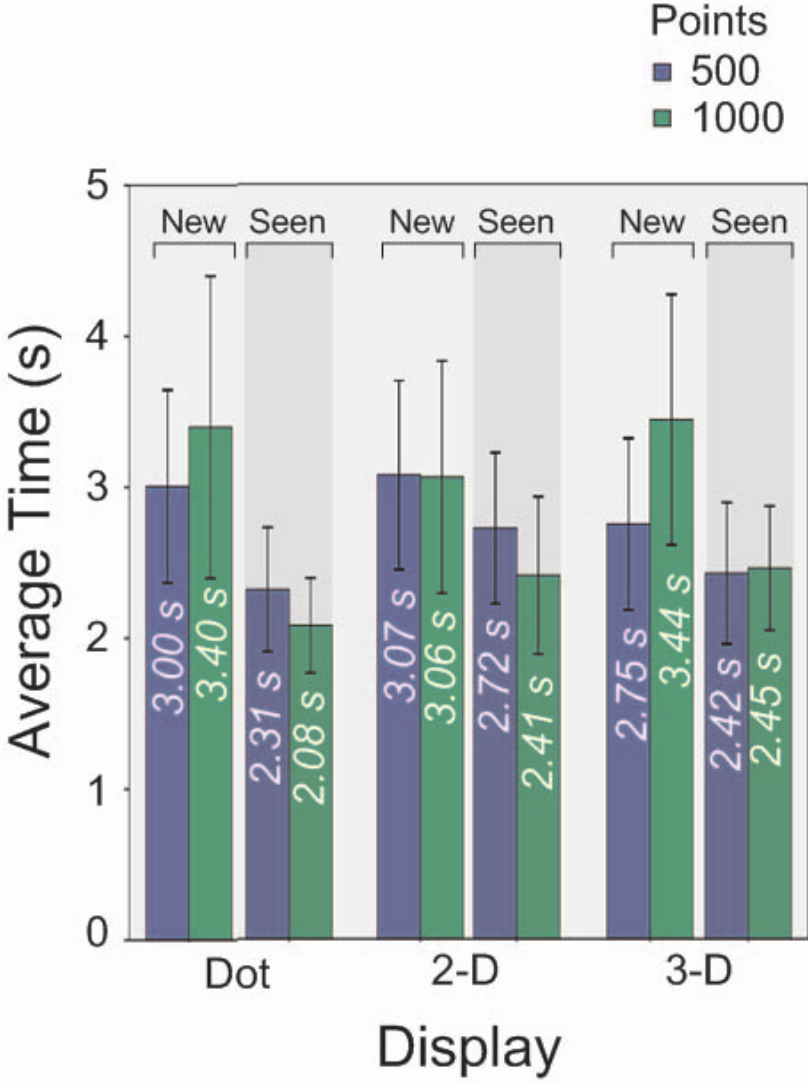 Points
500
1000
5
4
3
2
1
0
Average Time (s)
New Seen New Seen New Seen
3.00 s
3.40 s
2.31 s
2.08 s
3.07 s
3.06 s
2.72 s
2.41 s
2.75 s
3.44 s
2.42 s
2.45 s
Dot 2-D 3-D
Display